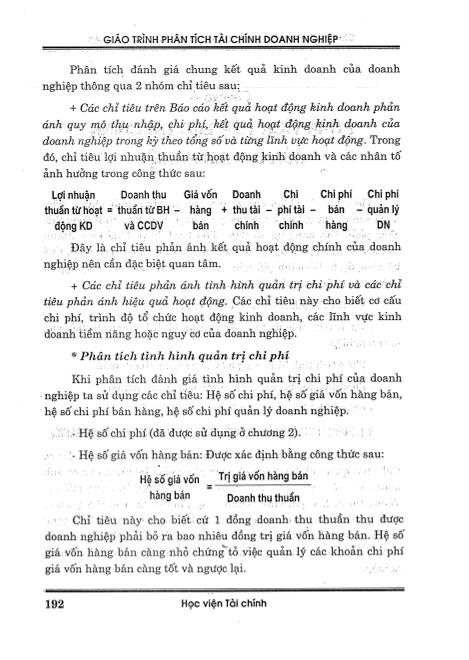 GIÁO TRÌNH PHÂN TÍCH TÀI CHÍNH DOANH NGHIỆP
Phân tích đánh giá chung kết quả kinh doanh của doanh
nghiệp thông qua 2 nhóm chỉ tiêu sau:
+ Các chỉ tiêu trên Báo cáo kết quả hoạt động kinh doanh phản
ánh quy mô thu nhập, chi phí, kết quả hoạt động kinh doanh của
doanh nghiệp trong kỳ theo tổng số và từng lĩnh vực hoạt động. Trong
đó, chỉ tiêu lợi nhuận thuần từ hoạt động kinh doanh và các nhân tố
ảnh hưởng trong công thức sau:
Lợi nhuận Doanh thu Giá vốn Doanh Chi Chi phí Chi phí
thuần từ hoạt = thuần từ BH – hàng + thu tài – phí tài – bán – quản lý
động KD và CCDV bán chính chính hàng DN
Đây là chỉ tiêu phản ánh kết quả hoạt động chính của doanh
nghiệp nên cần đặc biệt quan tâm.
+ Các chỉ tiêu phản ánh tình hình quản trị chi phí và các chỉ
tiêu phản ánh hiệu quả hoạt động. Các chỉ tiêu này cho biết cơ cấu
chi phí, trình độ tổ chức hoạt động kinh doanh, các lĩnh vực kinh
doanh tiềm năng hoặc nguy cơ của doanh nghiệp.
* Phân tích tình hình quản trị chi phí
Khi phân tích đánh giá tình hình quản trị chi phí của doanh
nghiệp ta sử dụng các chỉ tiêu: Hệ số chi phí, hệ số giá vốn hàng bán,
hệ số chi phí bán hàng, hệ số chi phí quản lý doanh nghiệp.
- Hệ số chi phí (đã được sử dụng ở chương 2).
- Hệ số giá vốn hàng bán: Được xác định bằng công thức sau:
Hệ số giá vốn hàng bán = Trị giá vốn hàng bán
Doanh thu thuần
Chỉ tiêu này cho biết cứ 1 đồng doanh thu thuần thu được
doanh nghiệp phải bỏ ra bao nhiêu đồng trị giá vốn hàng bán. Hệ số
giá vốn hàng bán càng nhỏ chứng tỏ việc quản lý các khoản chi phí
giá vốn hàng bán càng tốt và ngược lại.
192 Học viện Tài chính